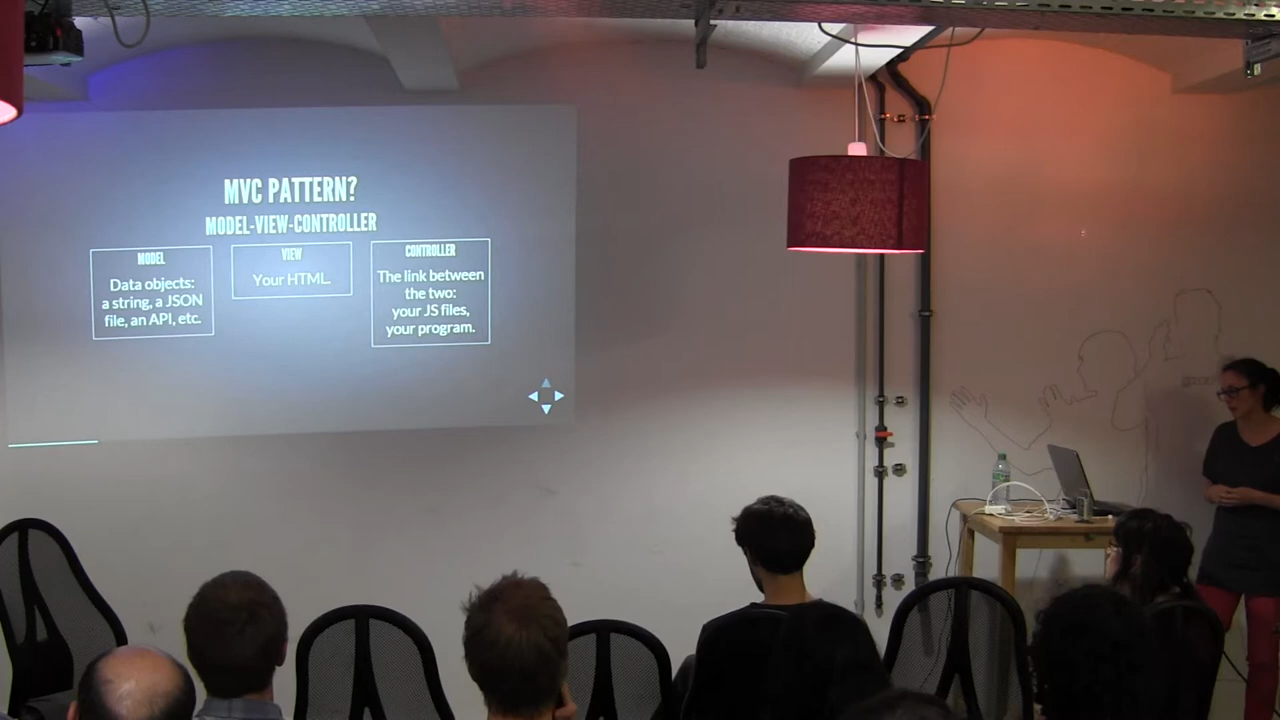 MVC PATTERN?
MODEL-VIEW-CONTROLLER
MODEL
Data objects:
a string, a JSON
file, an API, etc.
VIEW
Your HTML.
CONTROLLER
The link between
the two:
your JS files,
your program.